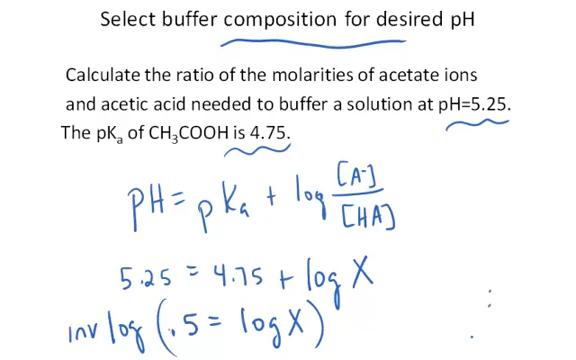 Select buffer composition for desired pH
Calculate the ratio of the molarities of acetate ions
and acetic acid needed to buffer a solution at pH=5.25.
The pKₐ of CH₃COOH is 4.75.
pH = pKₐ + log [A⁻]/[HA]
5.25 = 4.75 + log X
inv log (.5 = log X)